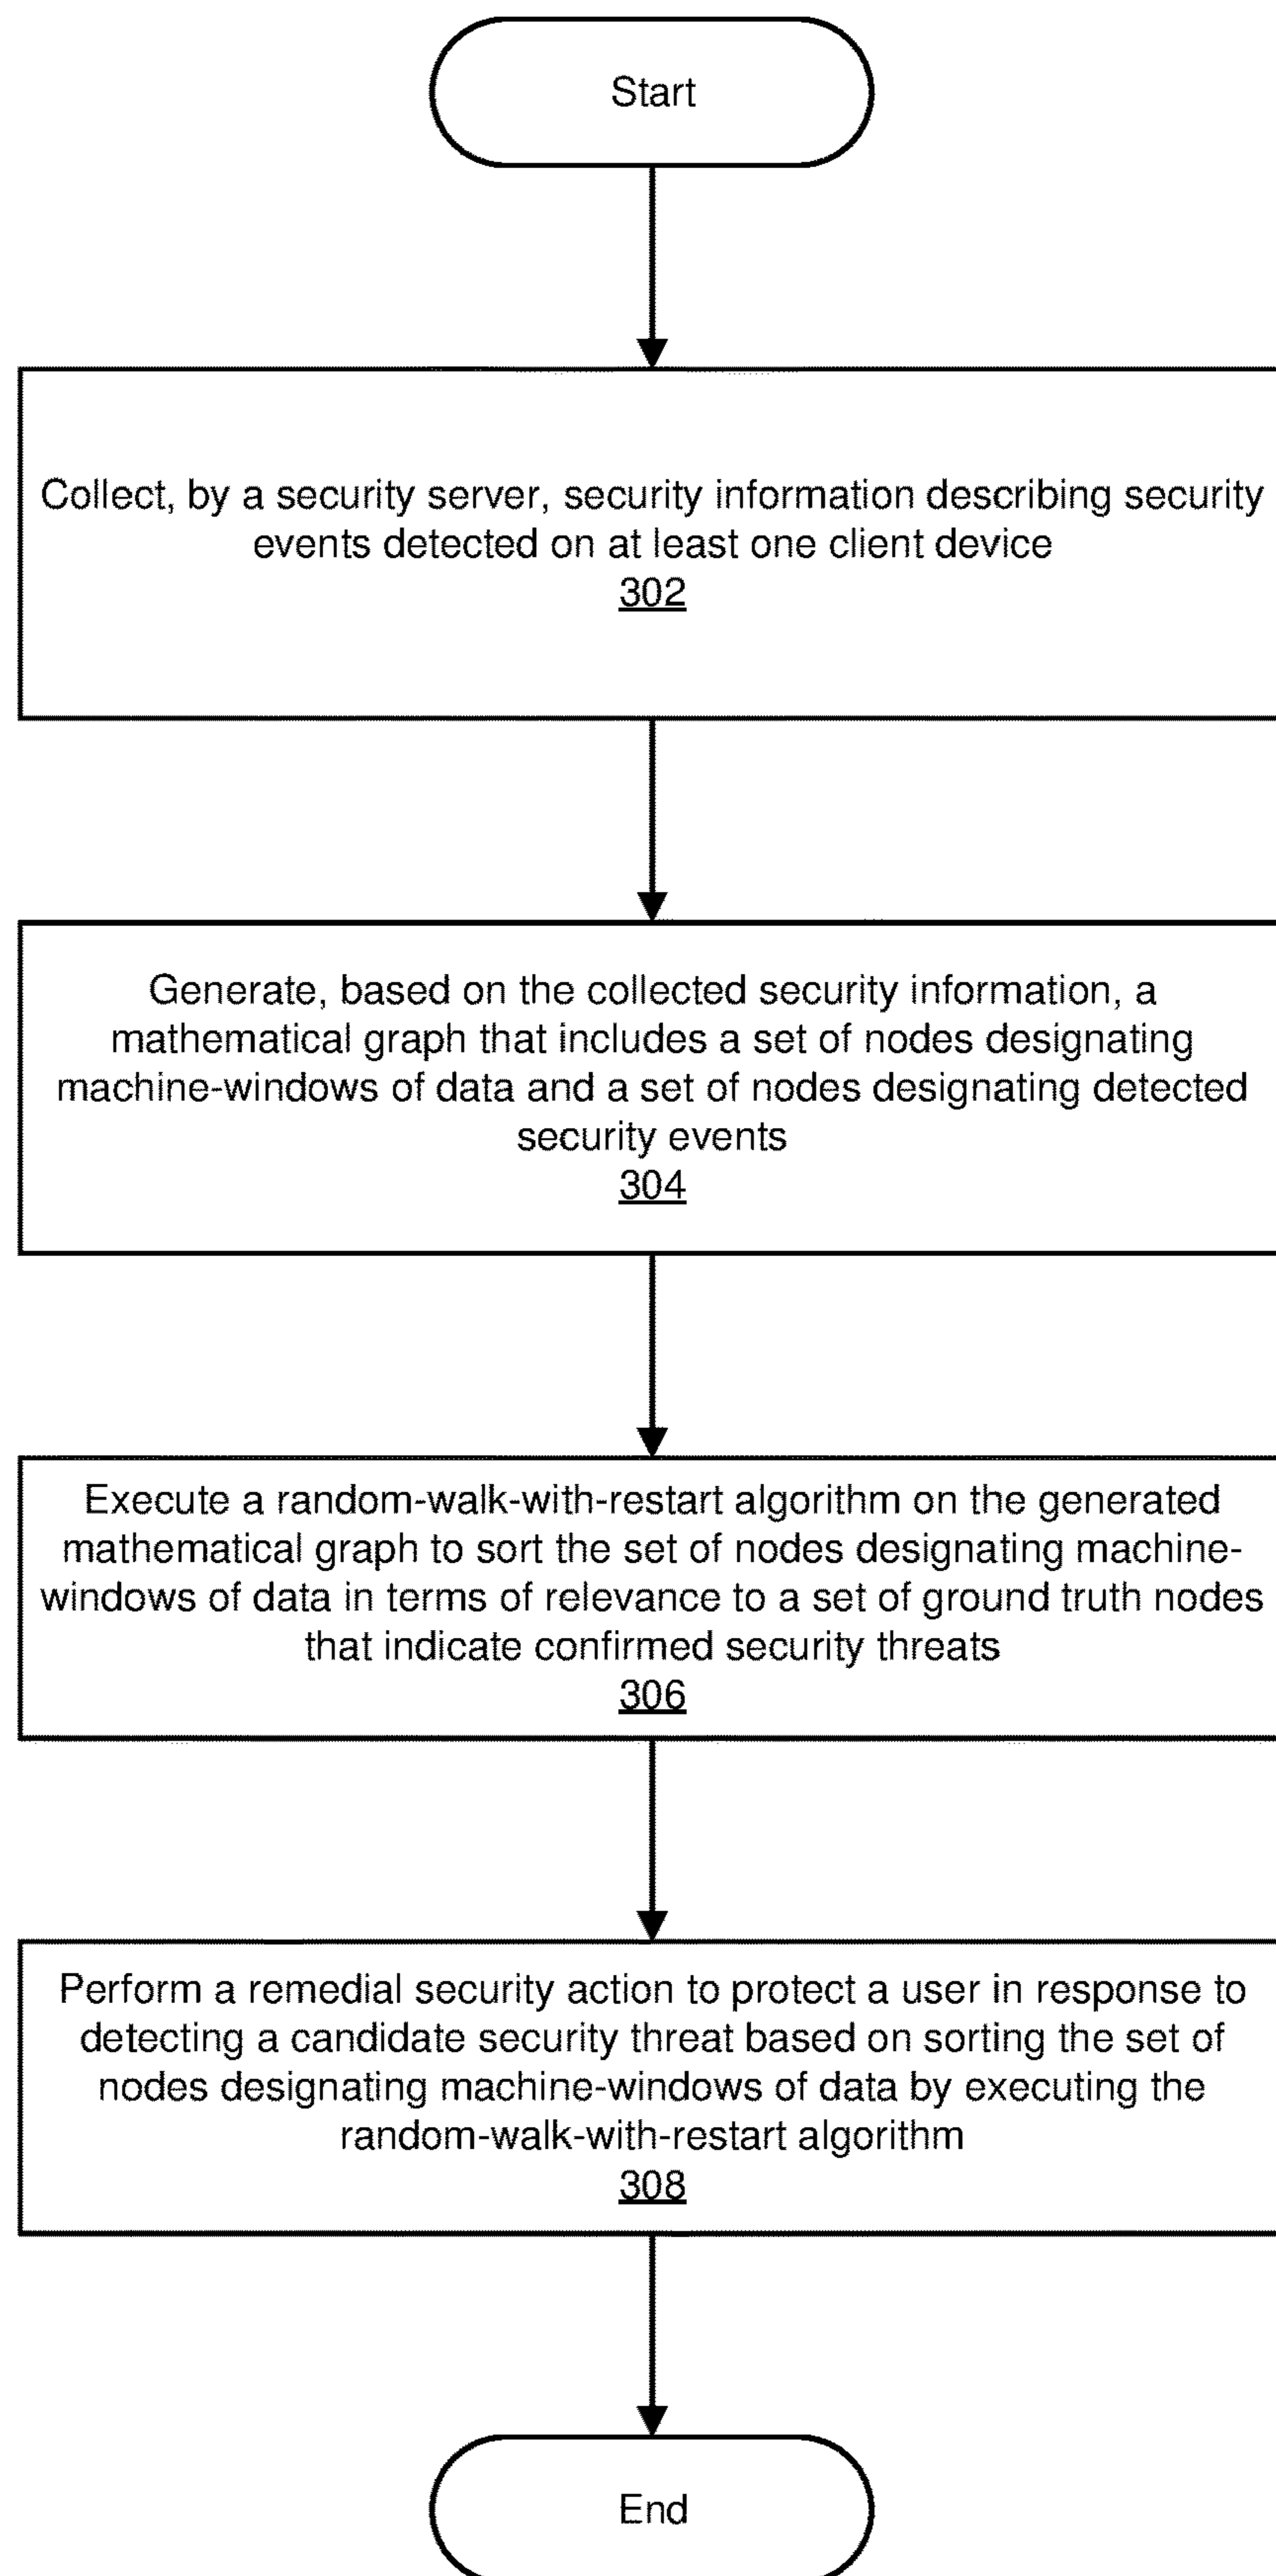 Start
Collect, by a security server, security information describing security
events detected on at least one client device
302
Generate, based on the collected security information, a
mathematical graph that includes a set of nodes designating
machine-windows of data and a set of nodes designating detected
security events
304
Execute a random-walk-with-restart algorithm on the generated
mathematical graph to sort the set of nodes designating machine-
windows of data in terms of relevance to a set of ground truth nodes
that indicate confirmed security threats
306
Perform a remedial security action to protect a user in response to
detecting a candidate security threat based on sorting the set of
nodes designating machine-windows of data by executing the
random-walk-with-restart algorithm
308
End